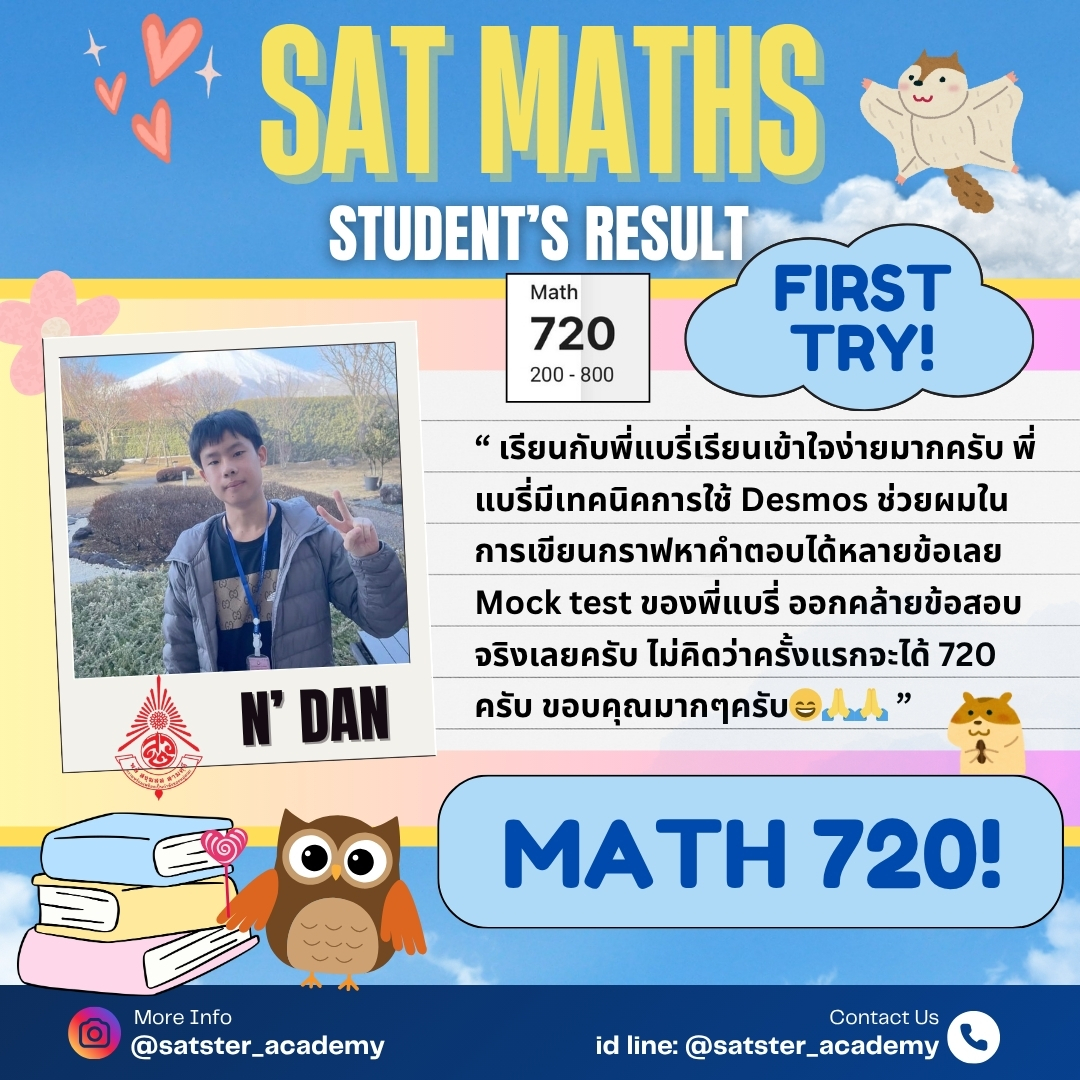 SAT MATHS
STUDENT'S RESULT
Math
720
200 - 800
FIRST
TRY!
“ เรียนกับพี่แบรี่เรียนเข้าใจง่ายมากครับ พี่
แบรี่มีเทคนิคการใช้ Desmos ช่วยผมใน
การเขียนกราฟหาคำตอบได้หลายข้อเลย
Mock test ของพี่แบรี่ ออกคล้ายข้อสอบ
จริงเลยครับ ไม่คิดว่าครั้งแรกจะได้ 720
ครับ ขอบคุณมากๆครับ😄🙏🙏 ”
N' DAN
MATH 720!
More Info
@satster_academy
Contact Us
id line: @satster_academy